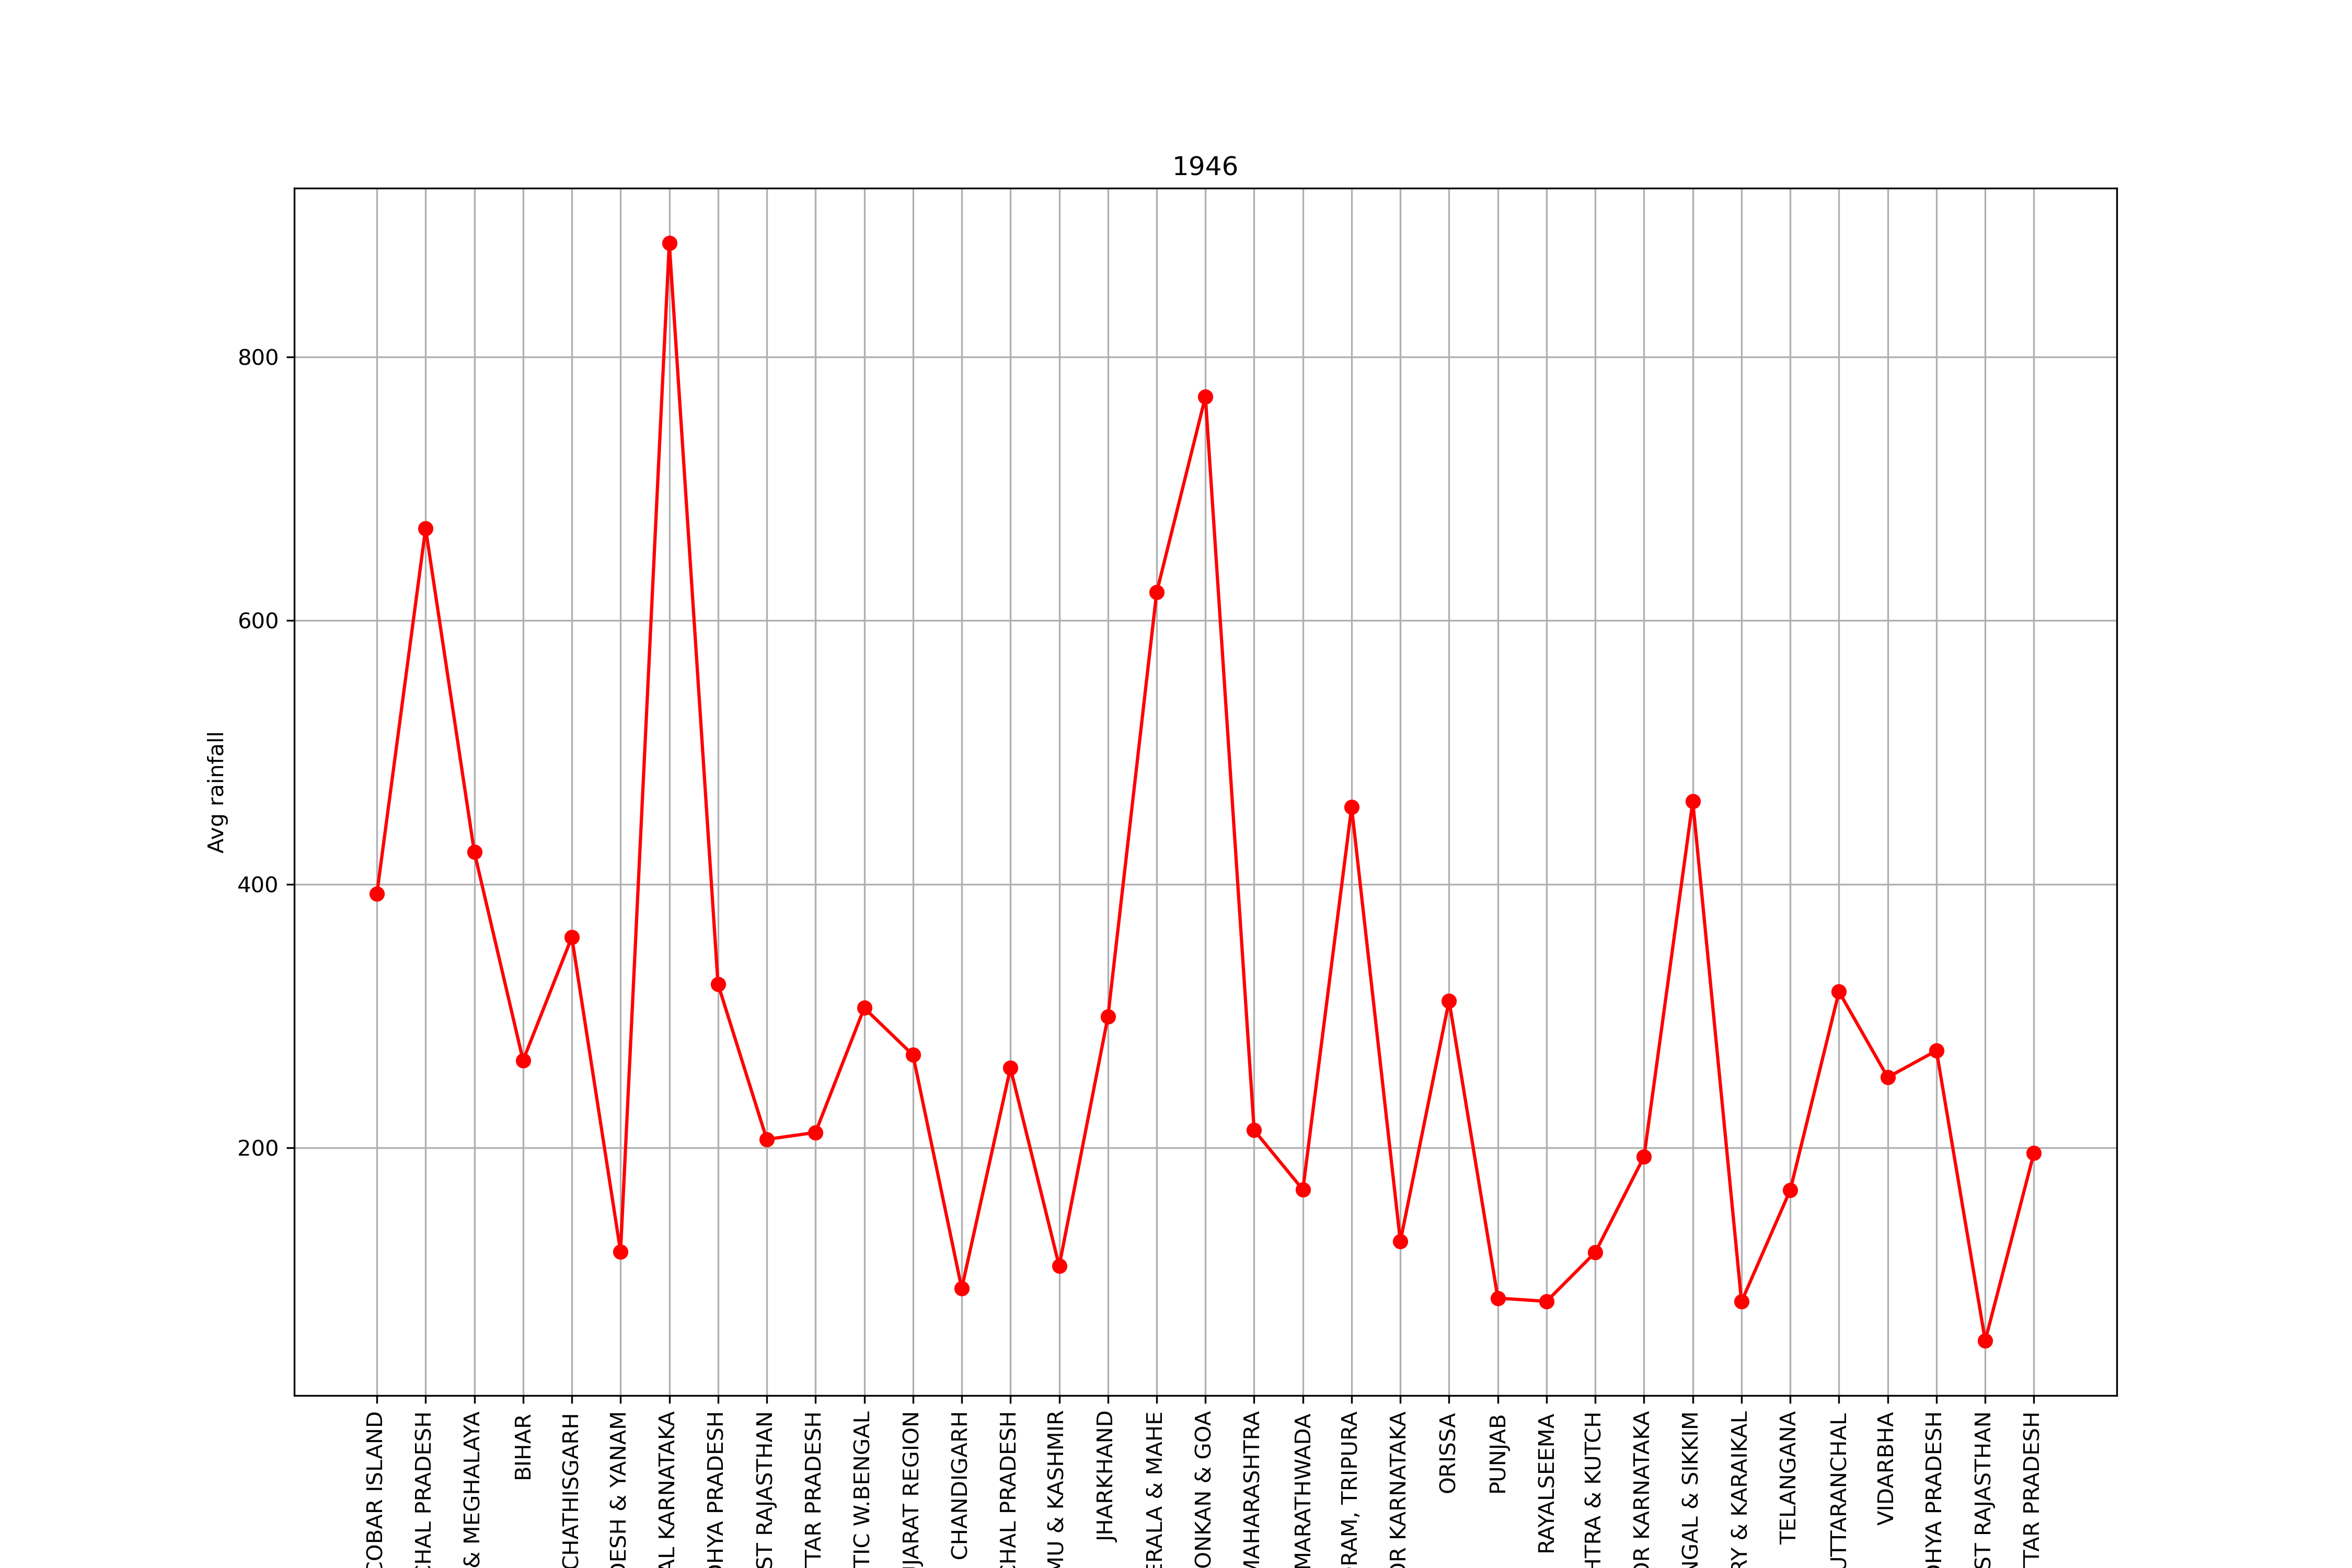 1946
Avg rainfall
800
600
400
200
COBAR ISLAND
CHAL PRADESH
& MEGHALAYA
BIHAR
CHATHISGARH
DESH & YANAM
AL KARNATAKA
DHYA PRADESH
ST RAJASTHAN
TTAR PRADESH
TIC W.BENGAL
JARAT REGION
CHANDIGARH
CHAL PRADESH
MU & KASHMIR
JHARKHAND
ERALA & MAHE
ONKAN & GOA
MAHARASHTRA
MARATHWADA
RAM, TRIPURA
OR KARNATAKA
ORISSA
PUNJAB
RAYALSEEMA
HTRA & KUTCH
OR KARNATAKA
NGAL & SIKKIM
RY & KARAIKAL
TELANGANA
UTTARANCHAL
VIDARBHA
DHYA PRADESH
ST RAJASTHAN
TTAR PRADESH